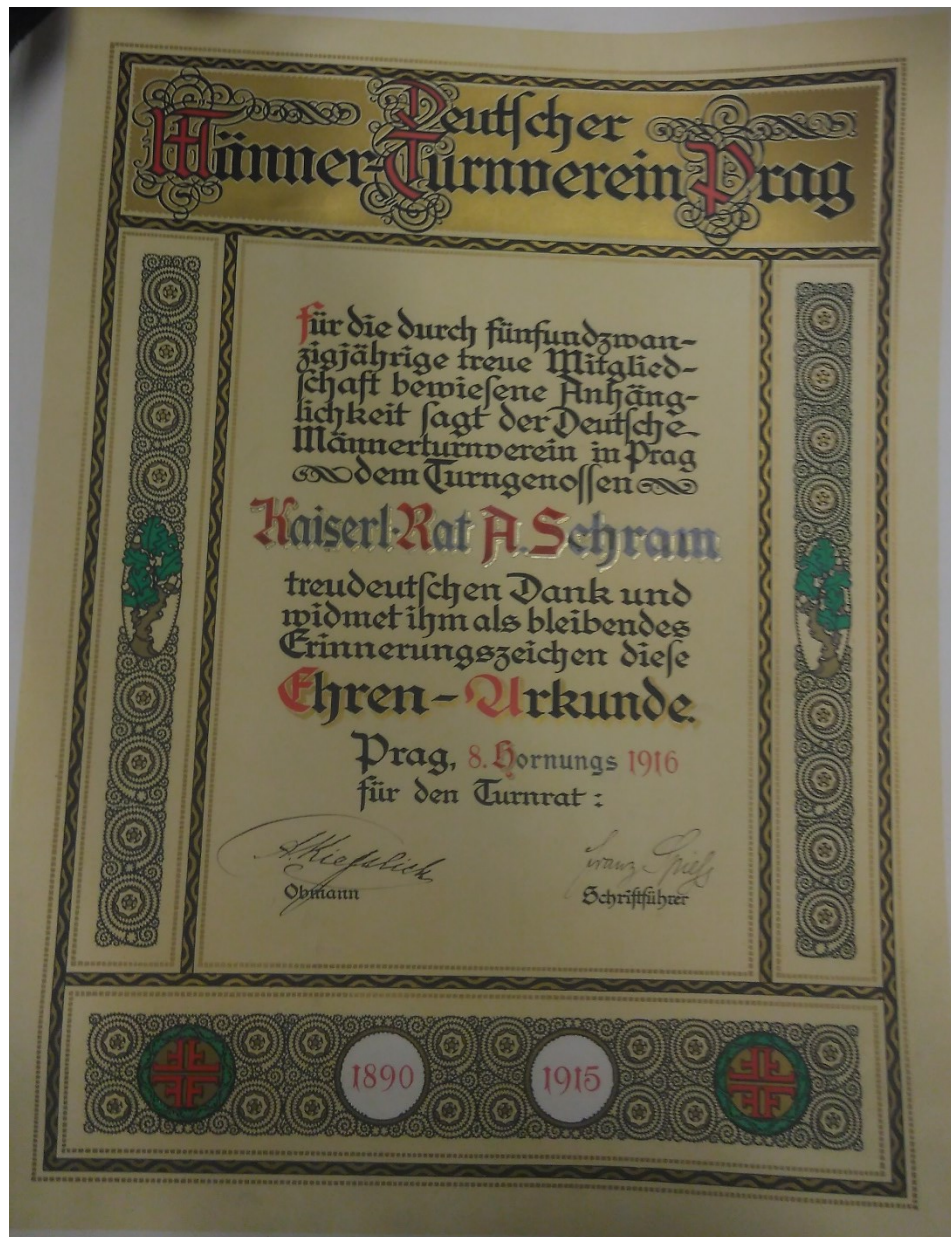 Deutscher
Männer-Turnverein Prag
für die durch fünfundzwan-
zigjährige treue Mitglied-
schaft bewiesene Anhäng-
lichkeit sagt der Deutsche
Männerturnverein in Prag
dem Turngenossen
Kaiserl. Rat A. Schram
treudeutschen Dank und
widmet ihm als bleibendes
Erinnerungszeichen diese
Ehren-Urkunde.
Prag, 8. Hornungs 1916
für den Turnrat:
Franz
Obmann Schriftführer
1890 1915